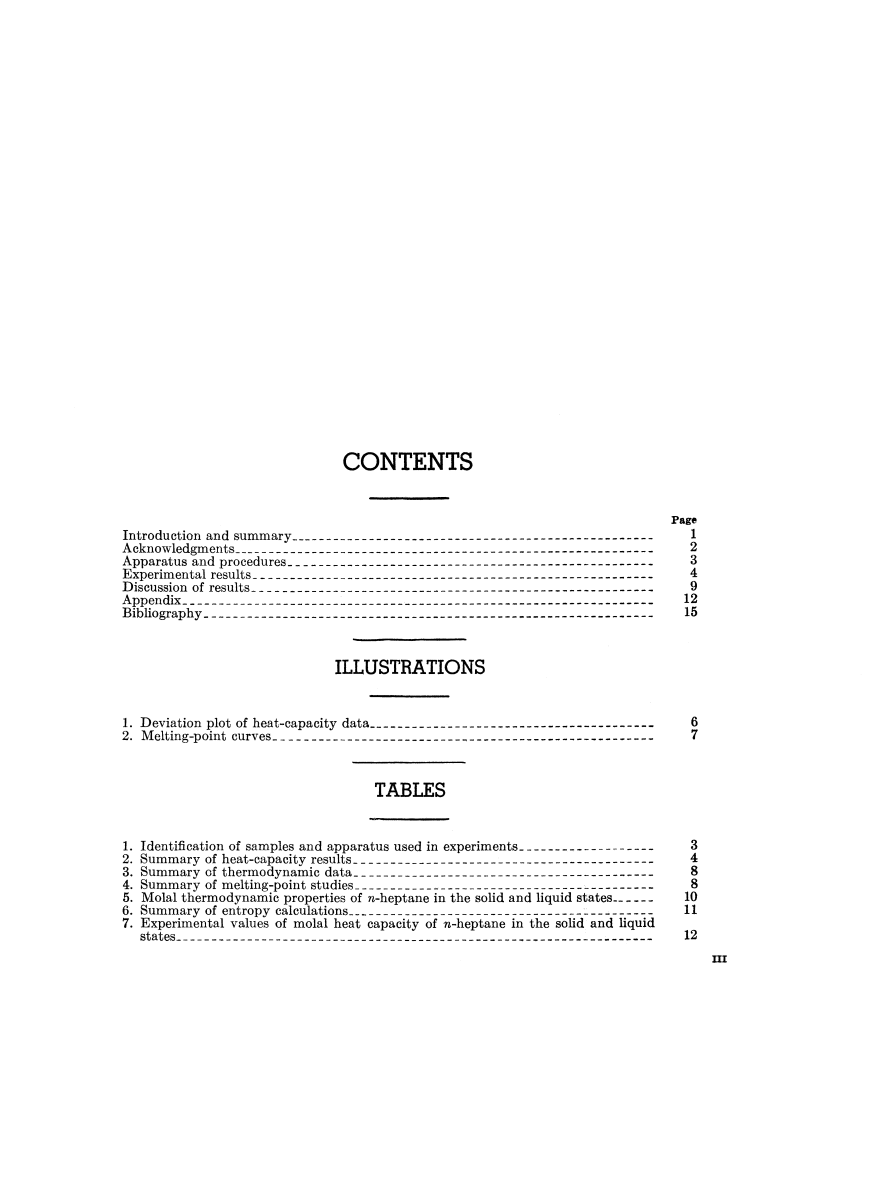 CONTENTS
Page
Introduction and summary 1
Acknowledgments 2
Apparatus and procedures 3
Experimental results 4
Discussion of results 9
Appendix 12
Bibliography 15
ILLUSTRATIONS
1. Deviation plot of heat-capacity data 6
2. Melting-point curves 7
TABLES
1. Identification of samples and apparatus used in experiments 3
2. Summary of heat-capacity results 4
3. Summary of thermodynamic data 8
4. Summary of melting-point studies 8
5. Molal thermodynamic properties of n-heptane in the solid and liquid states 10
6. Summary of entropy calculations 11
7. Experimental values of molal heat capacity of n-heptane in the solid and liquid
states 12
III